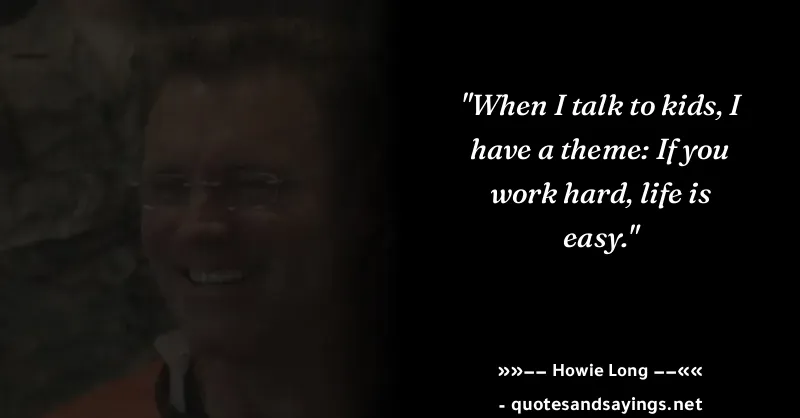 "When I talk to kids, I
have a theme: If you
work hard, life is
easy."
»»–– Howie Long ––««
- quotesandsayings.net